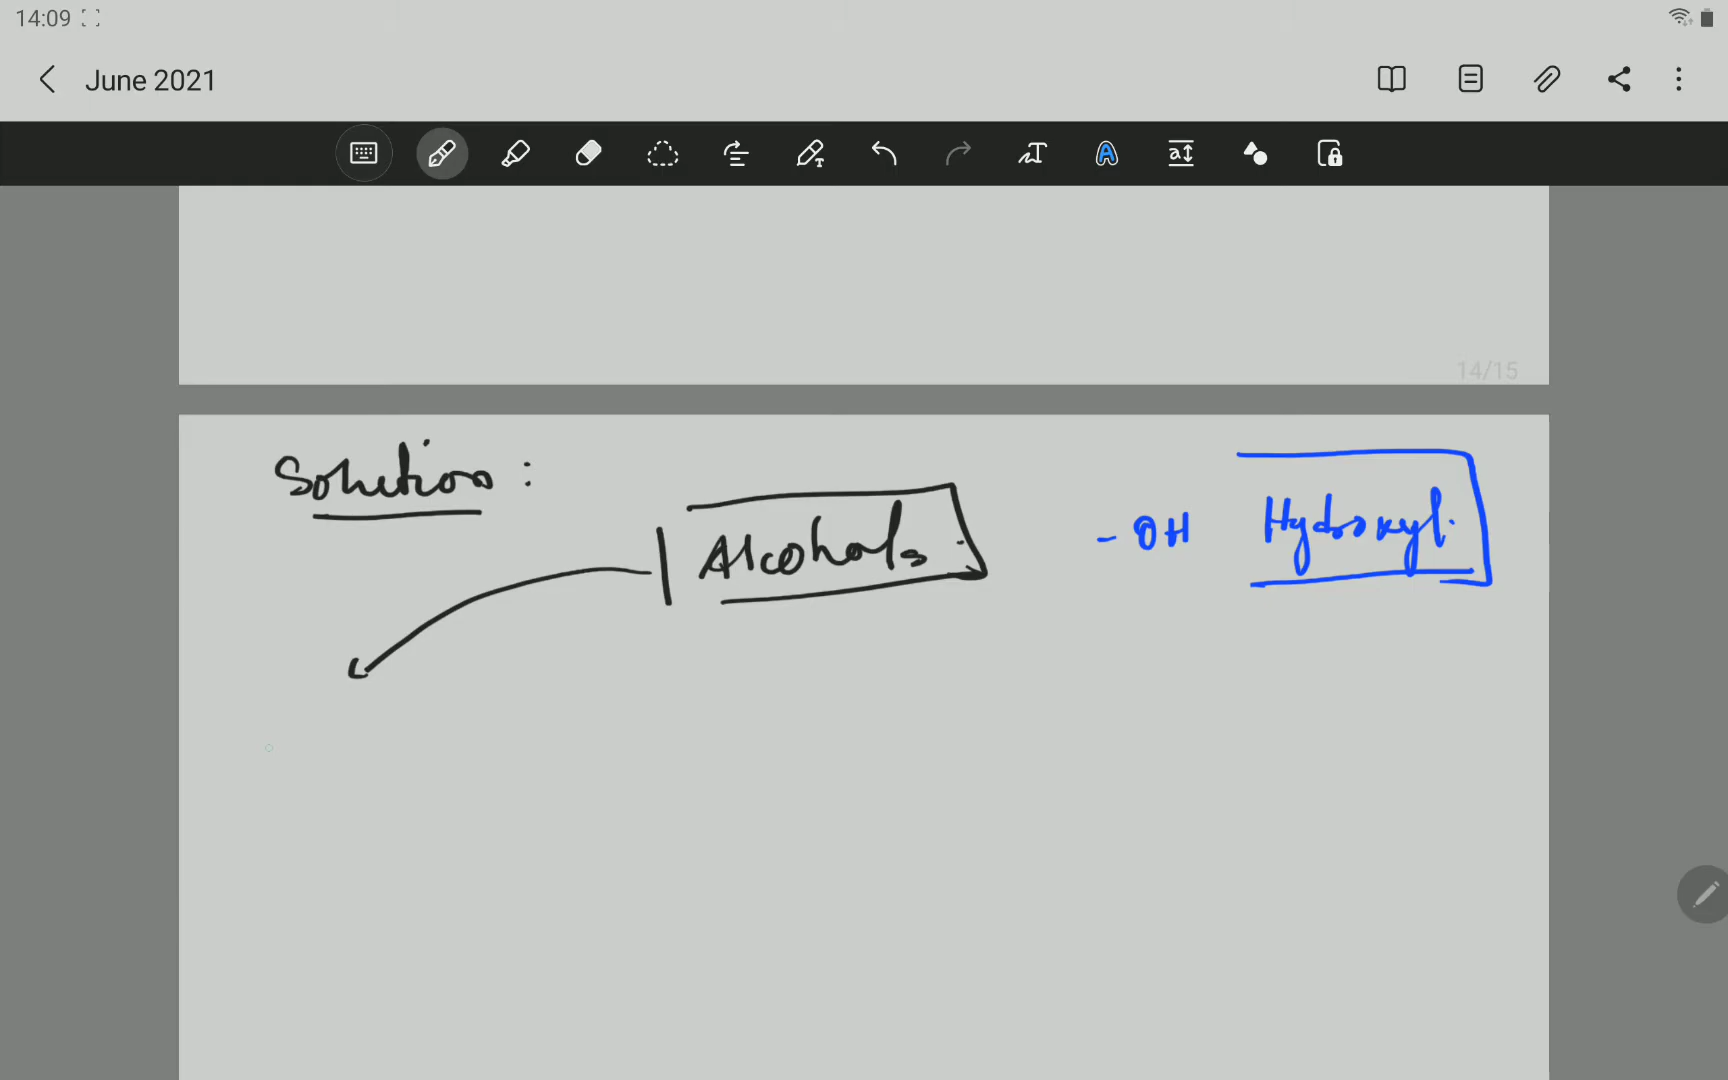 14:09
June 2021
14/15
Solution :
Alcohols.
- OH Hydroxyl.